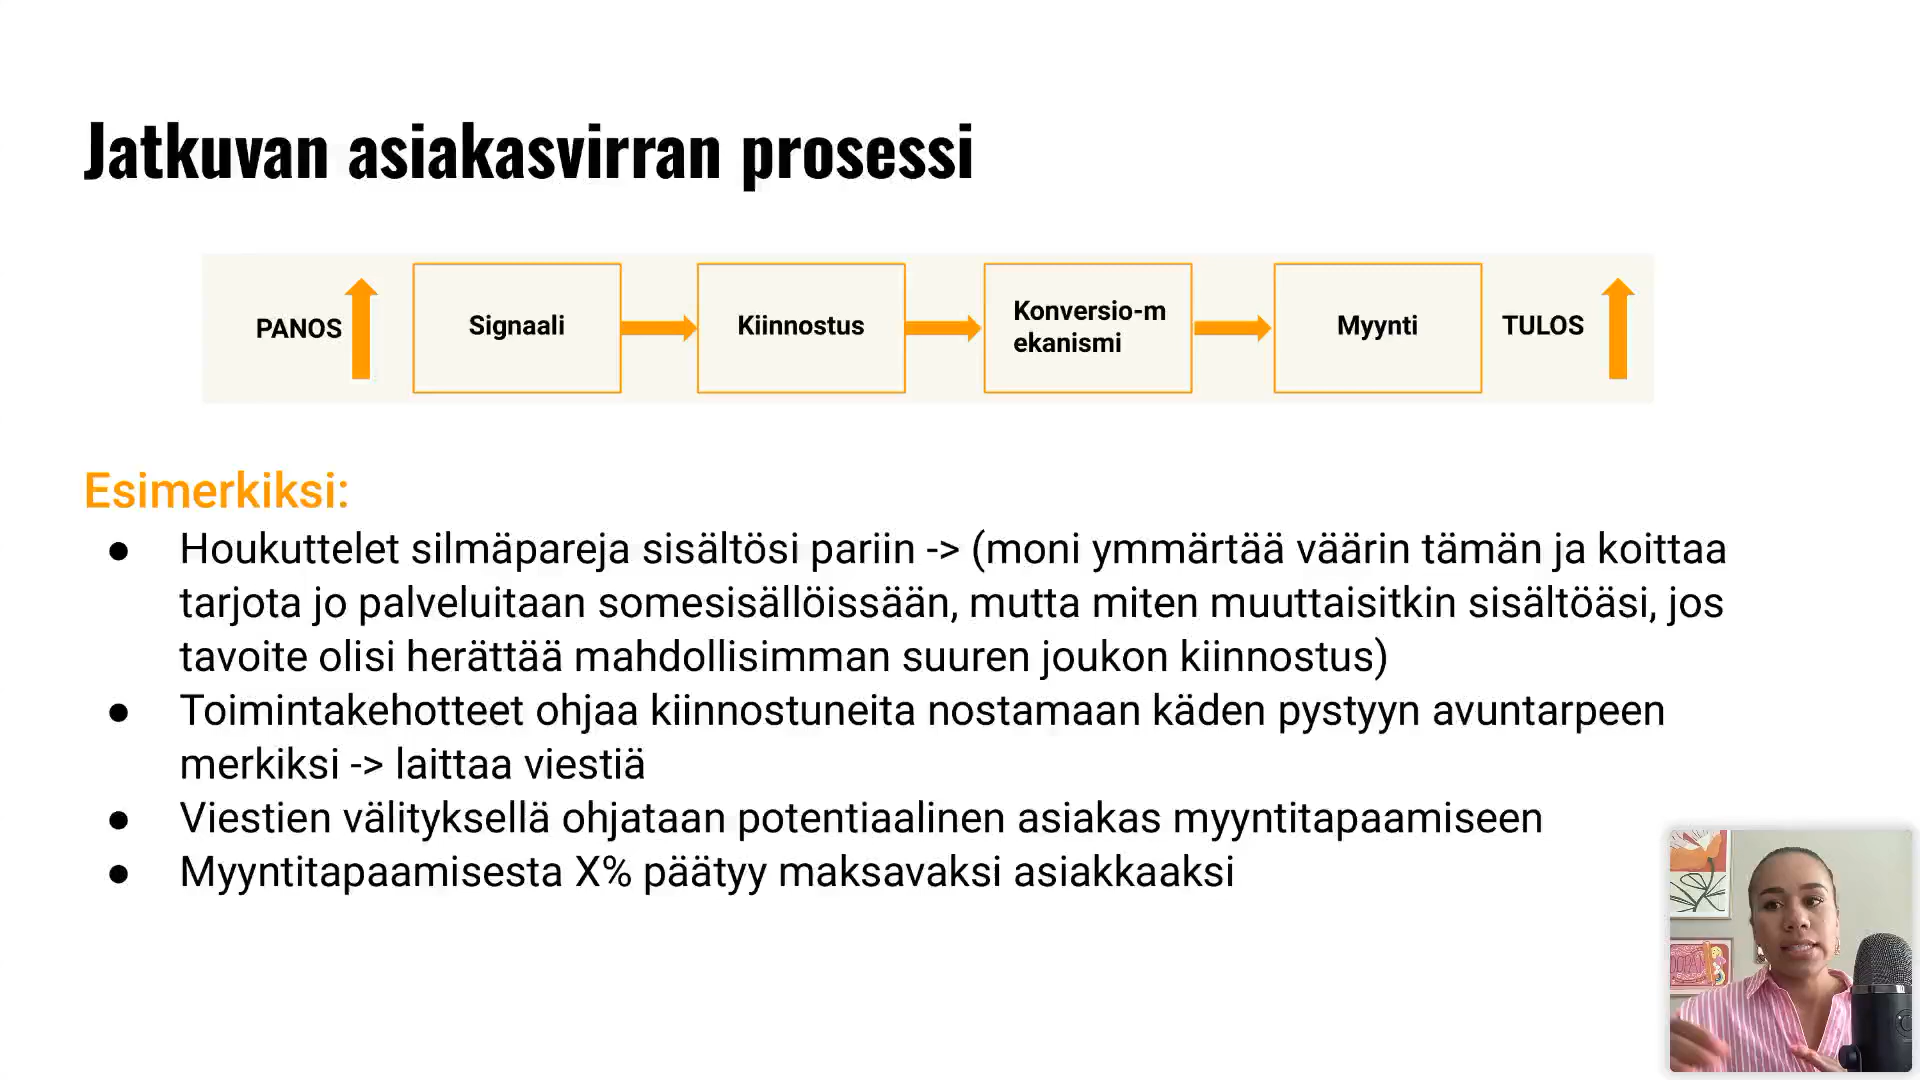 Jatkuvan asiakasvirran prosessi
PANOS
Signaali
Kiinnostus
Konversio-m
ekanismi
Myynti
TULOS
Esimerkiksi:
● Houkuttelet silmäpareja sisältösi pariin -> (moni ymmärtää väärin tämän ja koittaa
tarjota jo palveluitaan somesisällöissään, mutta miten muuttaisitkin sisältöäsi, jos
tavoite olisi herättää mahdollisimman suuren joukon kiinnostus)
● Toimintakehotteet ohjaa kiinnostuneita nostamaan käden pystyyn avuntarpeen
merkiksi -> laittaa viestiä
● Viestien välityksellä ohjataan potentiaalinen asiakas myyntitapaamiseen
● Myyntitapaamisesta X% päätyy maksavaksi asiakkaaksi